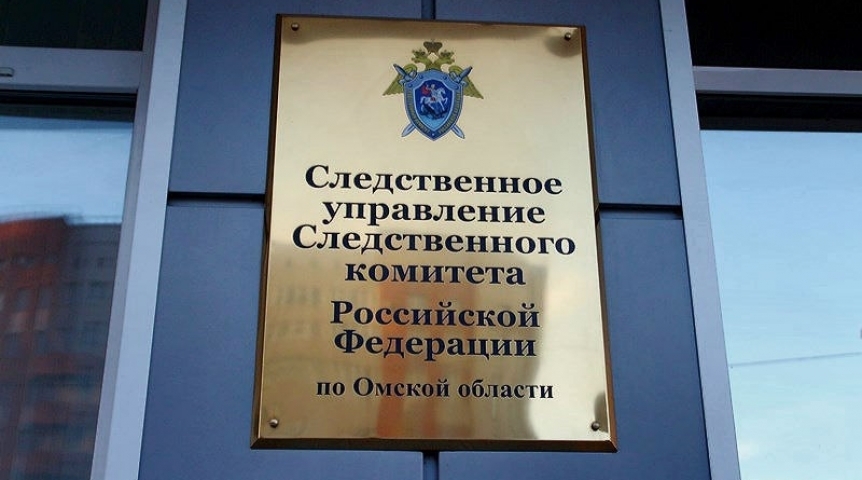 Следственное
управление
Следственного
комитета
Российской
Федерации
по Омской области